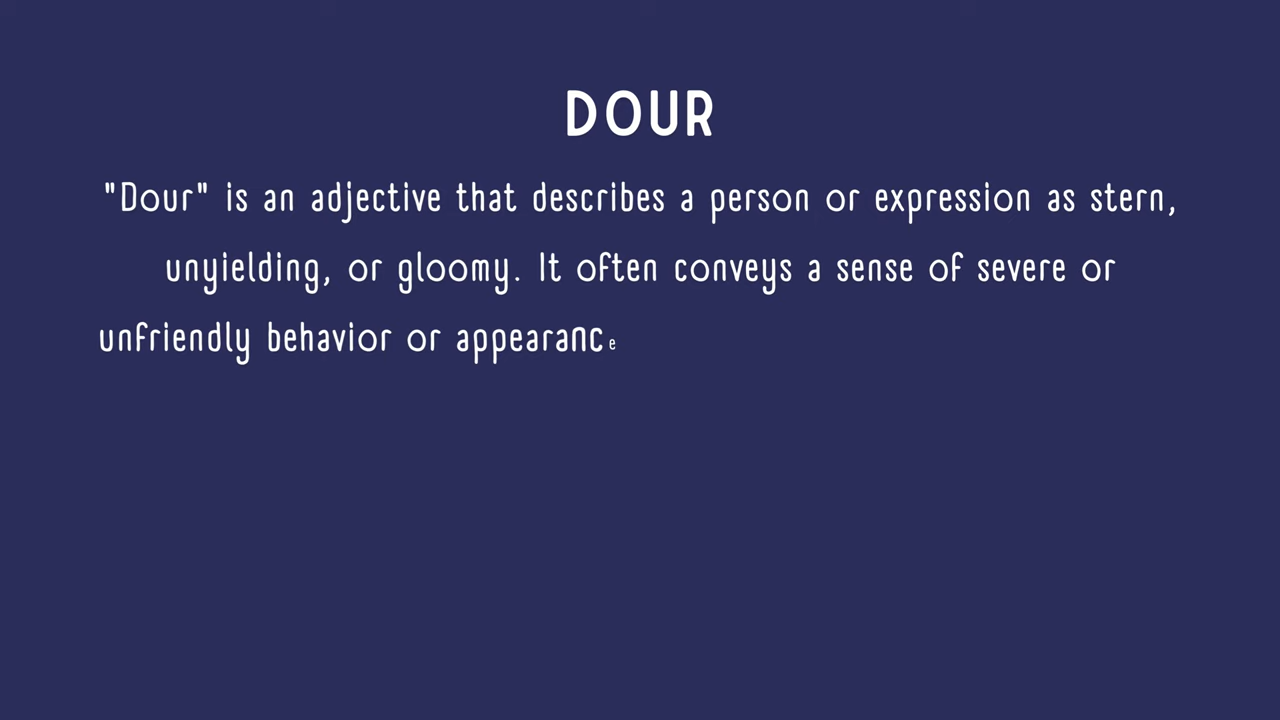 DOUR
"Dour" is an adjective that describes a person or expression as stern,
unyielding, or gloomy. It often conveys a sense of severe or
unfriendly behavior or appearance